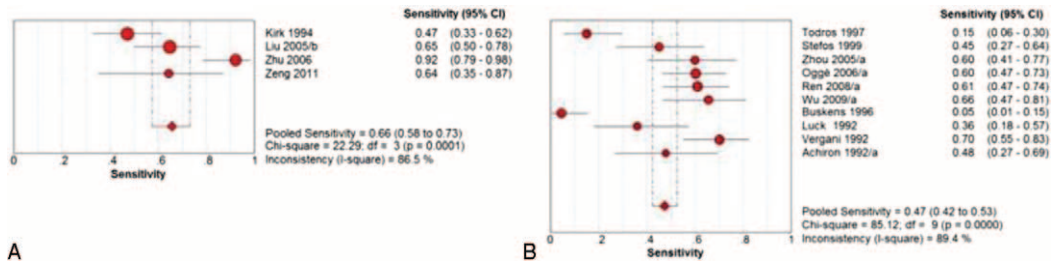 Sensitivity (95% CI)
Kirk 1994 0.47 (0.33 - 0.62)
Liu 2005/b 0.65 (0.50 - 0.78)
Zhu 2006 0.92 (0.79 - 0.98)
Zeng 2011 0.64 (0.35 - 0.87)
Pooled Sensitivity = 0.66 (0.58 to 0.73)
Chi-square = 22.29; df = 3 (p = 0.0001)
Inconsistency (I-square) = 86.5 %
0 .2 .4 .6 .8 1
Sensitivity
A
Sensitivity (95% CI)
Todros 1997 0.15 (0.06 - 0.30)
Stefos 1999 0.45 (0.27 - 0.64)
Zhou 2005/a 0.60 (0.41 - 0.77)
Oggè 2006/a 0.60 (0.47 - 0.73)
Ren 2008/a 0.61 (0.47 - 0.74)
Wu 2009/a 0.66 (0.47 - 0.81)
Buskens 1996 0.05 (0.01 - 0.15)
Luck 1992 0.36 (0.18 - 0.57)
Vergani 1992 0.70 (0.55 - 0.83)
Achiron 1992/a 0.48 (0.27 - 0.69)
Pooled Sensitivity = 0.47 (0.42 to 0.53)
Chi-square = 85.12; df = 9 (p = 0.0000)
Inconsistency (I-square) = 89.4 %
0 .2 .4 .6 .8 1
Sensitivity
B